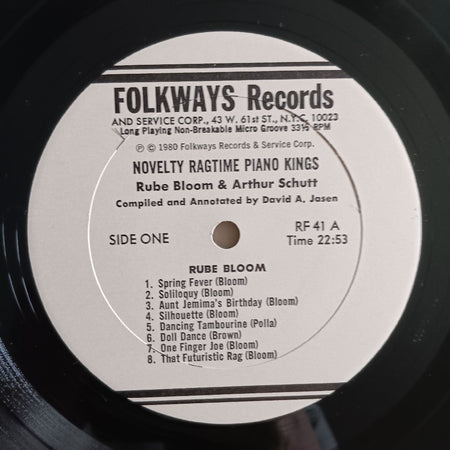 FOLKWAYS Records
AND SERVICE CORP., 43 W. 61st ST., N.Y.C. 10023
Long Playing Non-Breakable Micro Groove 33⅓ RPM
℗ © 1980 Folkways Records & Service Corp.
NOVELTY RAGTIME PIANO KINGS
Rube Bloom & Arthur Schutt
Compiled and Annotated by David A. Jasen
SIDE ONE
RF 41 A
Time 22:53
RUBE BLOOM
1. Spring Fever (Bloom)
2. Soliloquy (Bloom)
3. Aunt Jemima's Birthday (Bloom)
4. Silhouette (Bloom)
5. Dancing Tambourine (Polla)
6. Doll Dance (Brown)
7. One Finger Joe (Bloom)
8. That Futuristic Rag (Bloom)